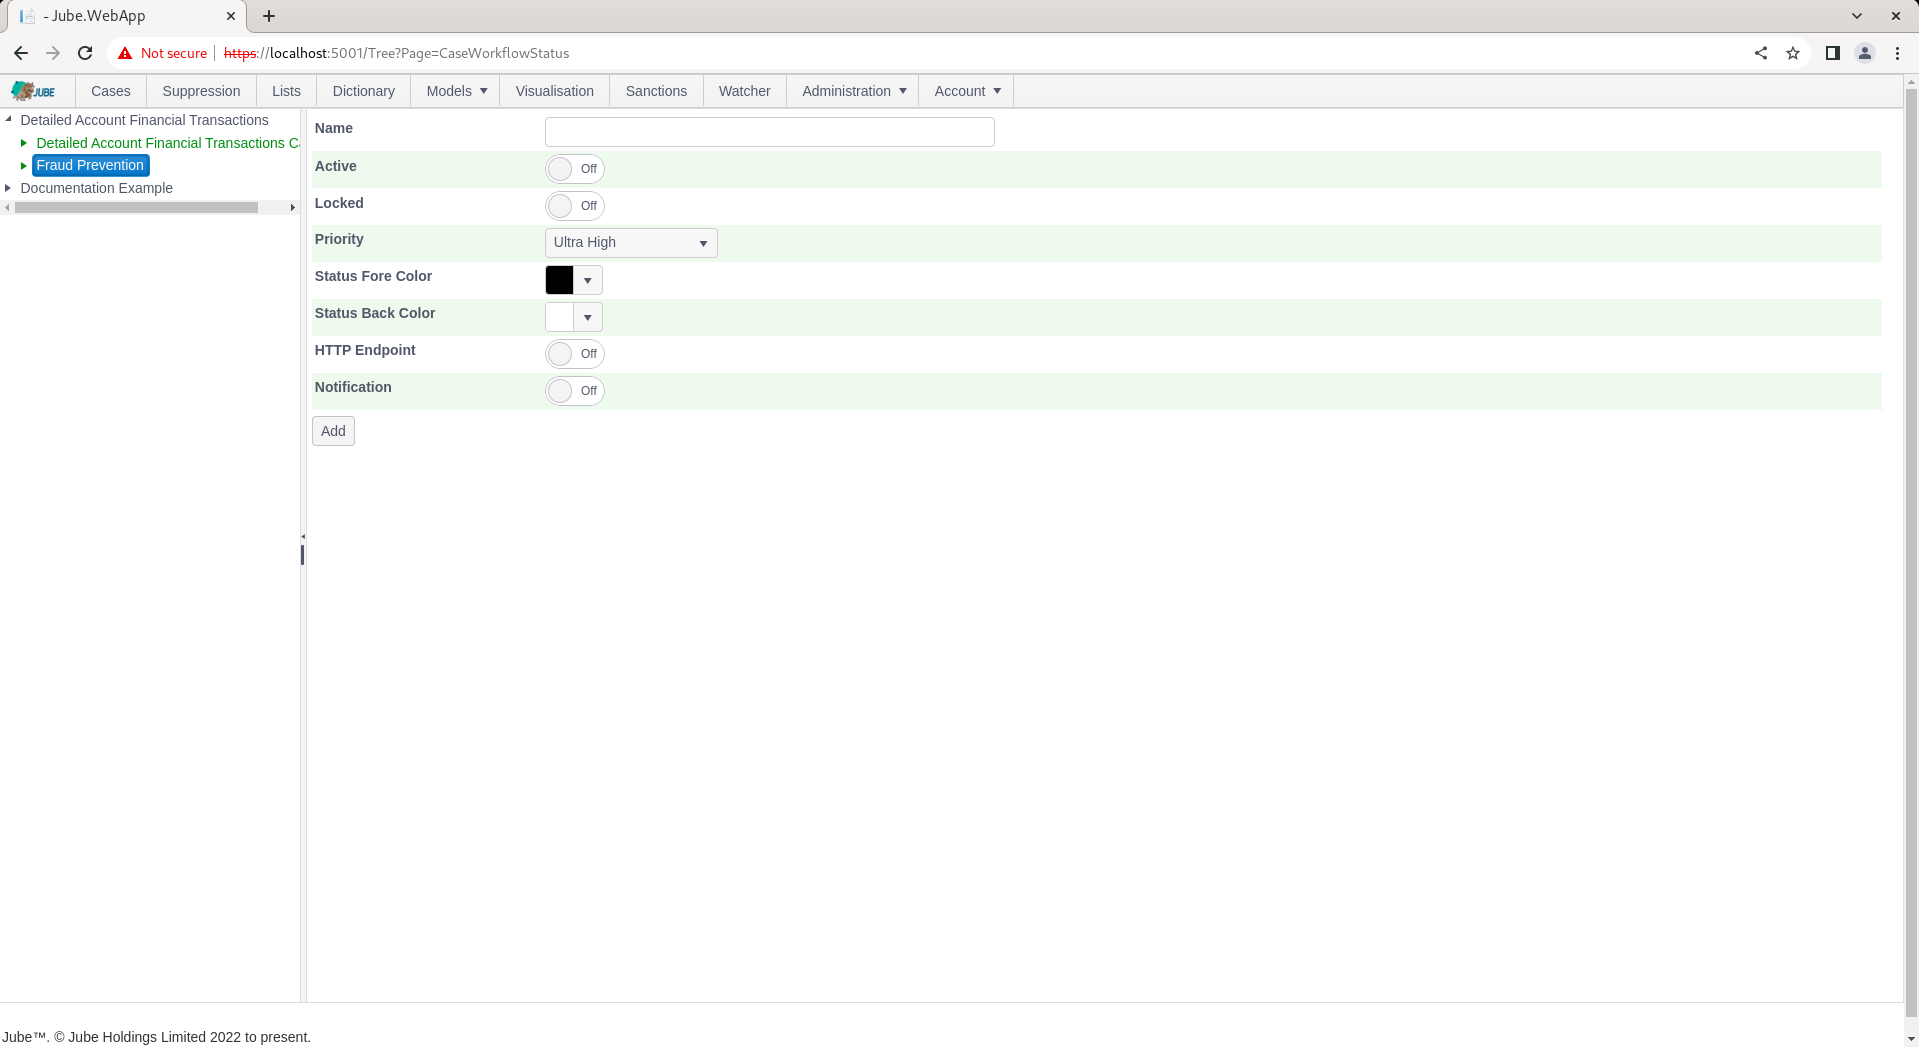 - Jube.WebApp
Not secure https://localhost:5001/Tree?Page=CaseWorkflowStatus
JUBE Cases Suppression Lists Dictionary Models Visualisation Sanctions Watcher Administration Account
Detailed Account Financial Transactions
Detailed Account Financial Transactions C
Fraud Prevention
Documentation Example
Name
Active Off
Locked Off
Priority Ultra High
Status Fore Color
Status Back Color
HTTP Endpoint Off
Notification Off
Add
Jube™. © Jube Holdings Limited 2022 to present.